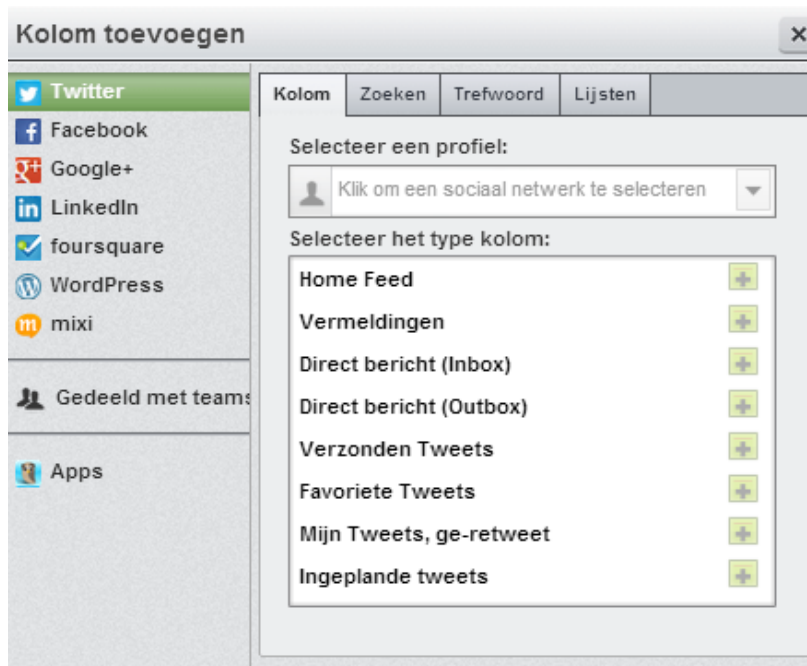 Kolom toevoegen
Twitter
Facebook
Google+
LinkedIn
foursquare
WordPress
mixi
Gedeeld met teams
Apps
Kolom Zoeken Trefwoord Lijsten
Selecteer een profiel:
Klik om een sociaal netwerk te selecteren
Selecteer het type kolom:
Home Feed
Vermeldingen
Direct bericht (Inbox)
Direct bericht (Outbox)
Verzonden Tweets
Favoriete Tweets
Mijn Tweets, ge-retweet
Ingeplande tweets